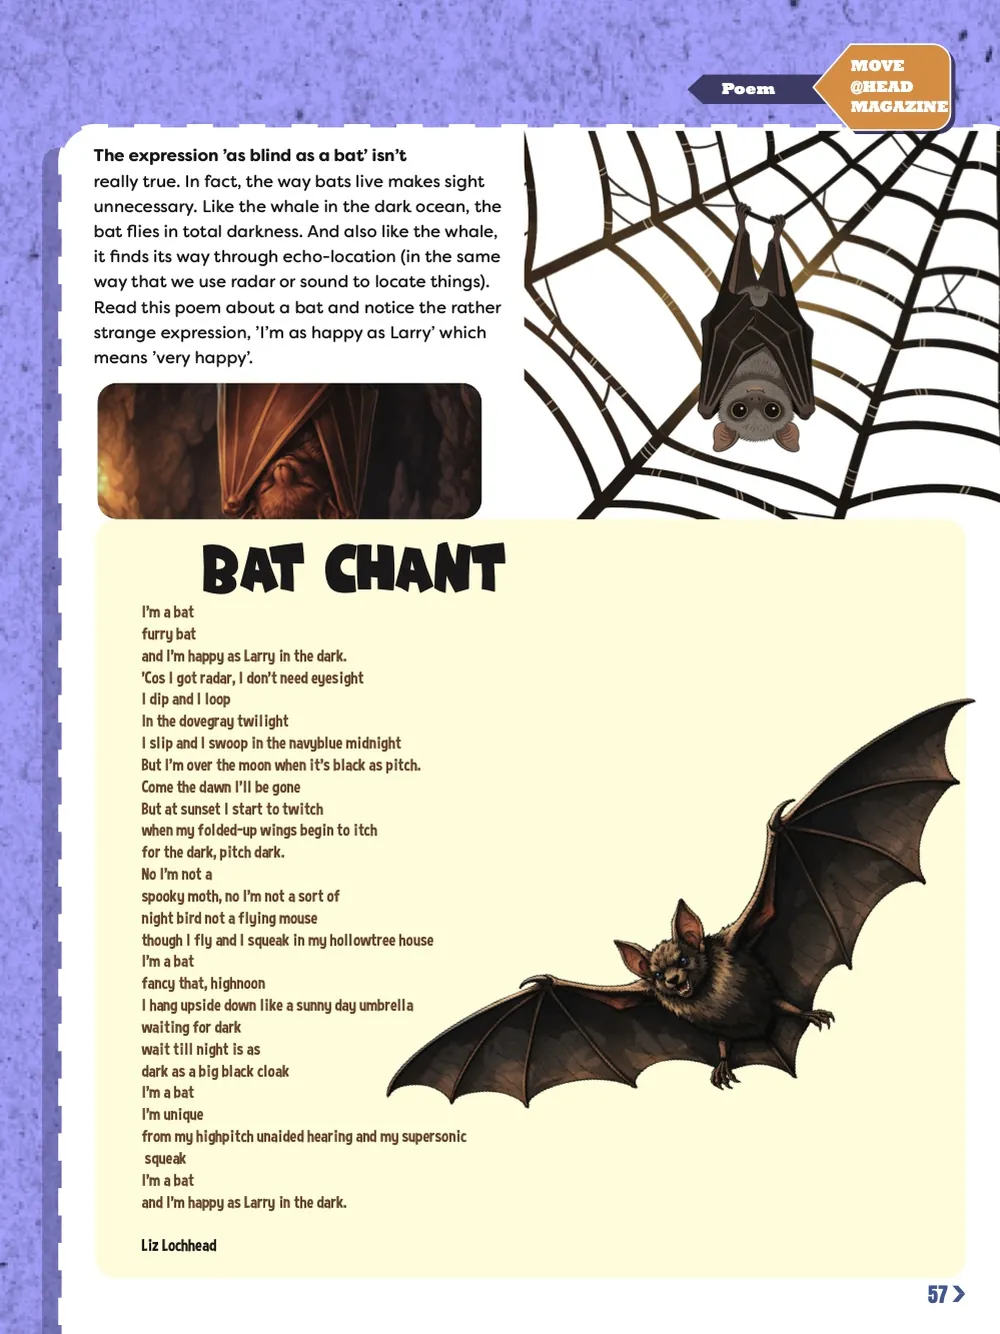 Poem
MOVE
@HEAD
MAGAZINE
The expression ’as blind as a bat’ isn’t
really true. In fact, the way bats live makes sight
unnecessary. Like the whale in the dark ocean, the
bat flies in total darkness. And also like the whale,
it finds its way through echo-location (in the same
way that we use radar or sound to locate things).
Read this poem about a bat and notice the rather
strange expression, ’I’m as happy as Larry’ which
means ’very happy’.
BAT CHANT
I’m a bat
furry bat
and I’m happy as Larry in the dark.
’Cos I got radar, I don’t need eyesight
I dip and I loop
In the dovegray twilight
I slip and I swoop in the navyblue midnight
But I’m over the moon when it’s black as pitch.
Come the dawn I’ll be gone
But at sunset I start to twitch
when my folded-up wings begin to itch
for the dark, pitch dark.
No I’m not a
spooky moth, no I’m not a sort of
night bird not a flying mouse
though I fly and I squeak in my hollowtree house
I’m a bat
fancy that, highnoon
I hang upside down like a sunny day umbrella
waiting for dark
wait till night is as
dark as a big black cloak
I’m a bat
I’m unique
from my highpitch unaided hearing and my supersonic
squeak
I’m a bat
and I’m happy as Larry in the dark.
Liz Lochhead
57